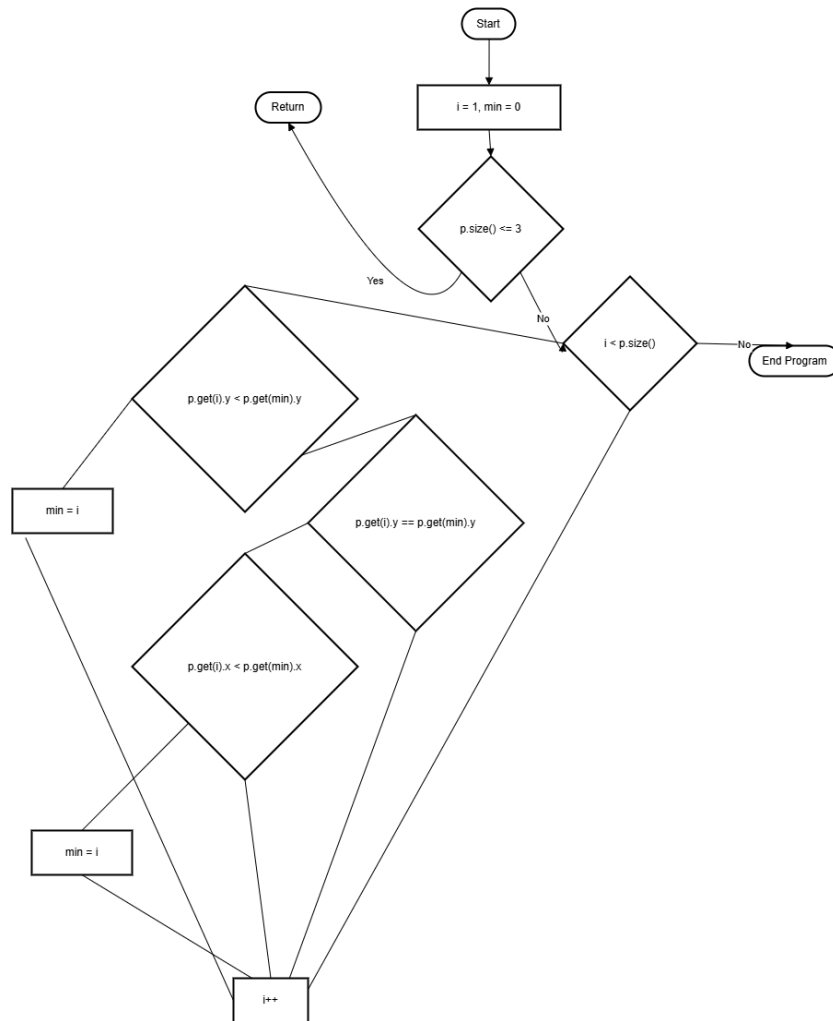 Start
i = 1, min = 0
Return
p.size() <= 3
Yes
No
i < p.size()
No
End Program
p.get(i).y < p.get(min).y
min = i
p.get(i).y == p.get(min).y
p.get(i).x < p.get(min).x
min = i
i++